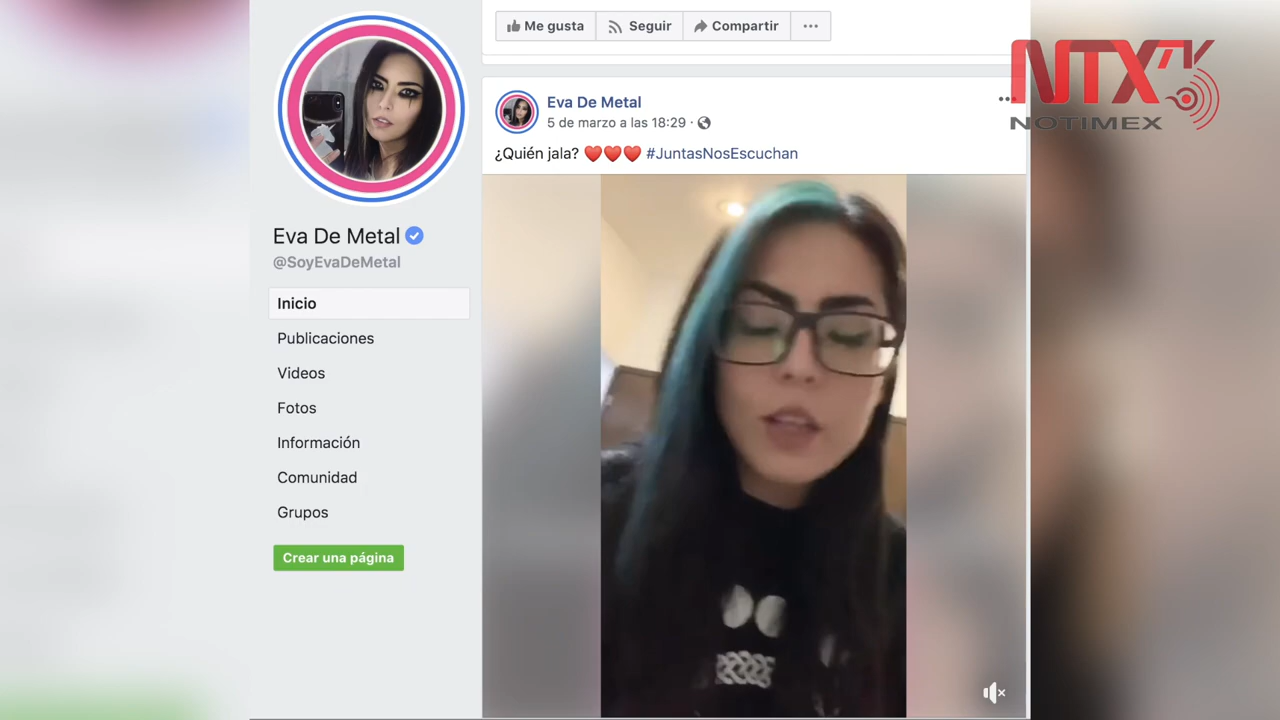 Me gusta
Seguir
Compartir
Eva De Metal
5 de marzo a las 18:29 ·
¿Quién jala? ❤️❤️❤️ #JuntasNosEscuchan
Eva De Metal
@SoyEvaDeMetal
Inicio
Publicaciones
Videos
Fotos
Información
Comunidad
Grupos
Crear una página
NTX TV
NOTIMEX